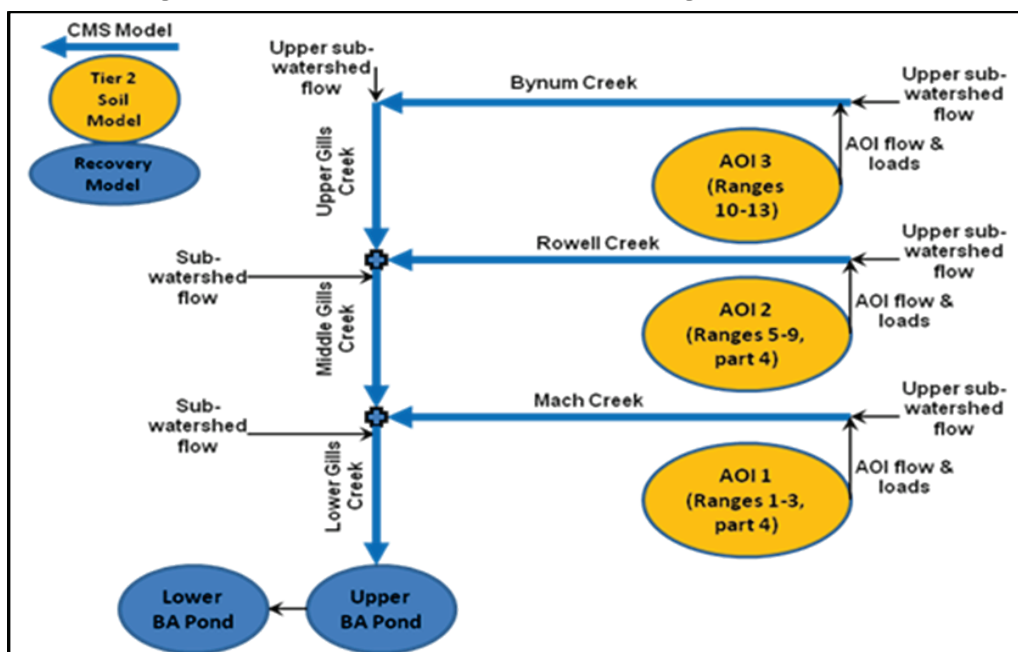 CMS Model
Tier 2
Soil
Model
Recovery
Model
Upper sub-
watershed
flow
Bynum Creek
Upper sub-
watershed
flow
AOI flow &
loads
AOI 3
(Ranges
10-13)
Upper Gills
Creek
Rowell Creek
Upper sub-
watershed
flow
AOI flow &
loads
AOI 2
(Ranges 5-9,
part 4)
Sub-
watershed
flow
Middle Gills
Creek
Mach Creek
Upper sub-
watershed
flow
AOI flow &
loads
AOI 1
(Ranges 1-3,
part 4)
Sub-
watershed
flow
Lower Gills
Creek
Lower
BA Pond
Upper
BA Pond